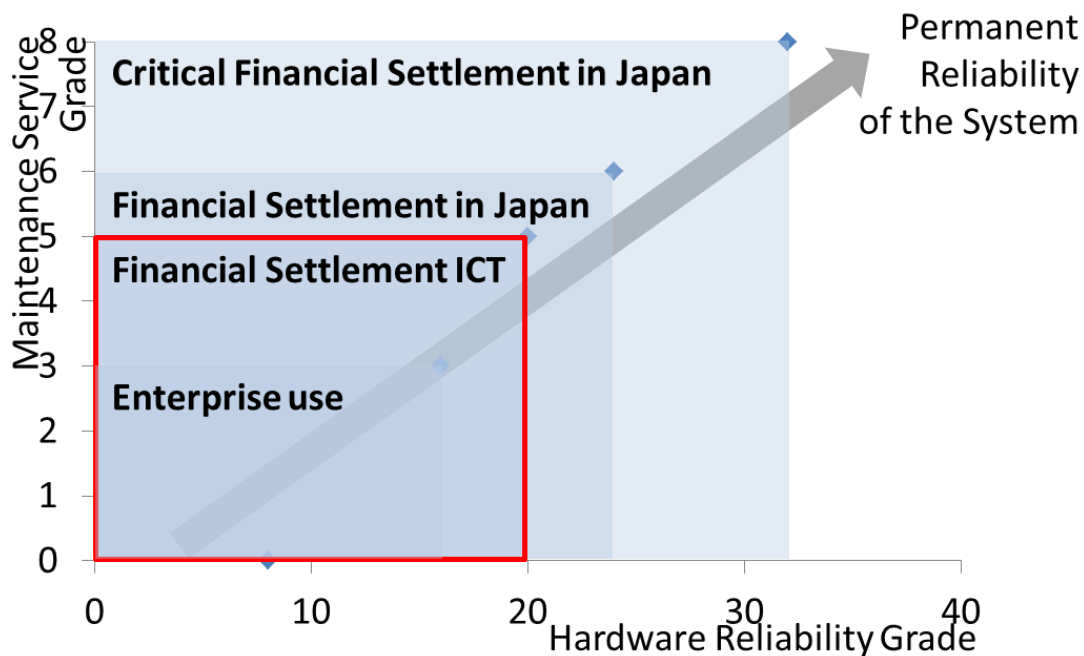 Maintenance Service
Grade
8
7
6
5
4
3
2
1
0
Critical Financial Settlement in Japan
Financial Settlement in Japan
Financial Settlement ICT
Enterprise use
Permanent
Reliability
of the System
0 10 20 30 40
Hardware Reliability Grade